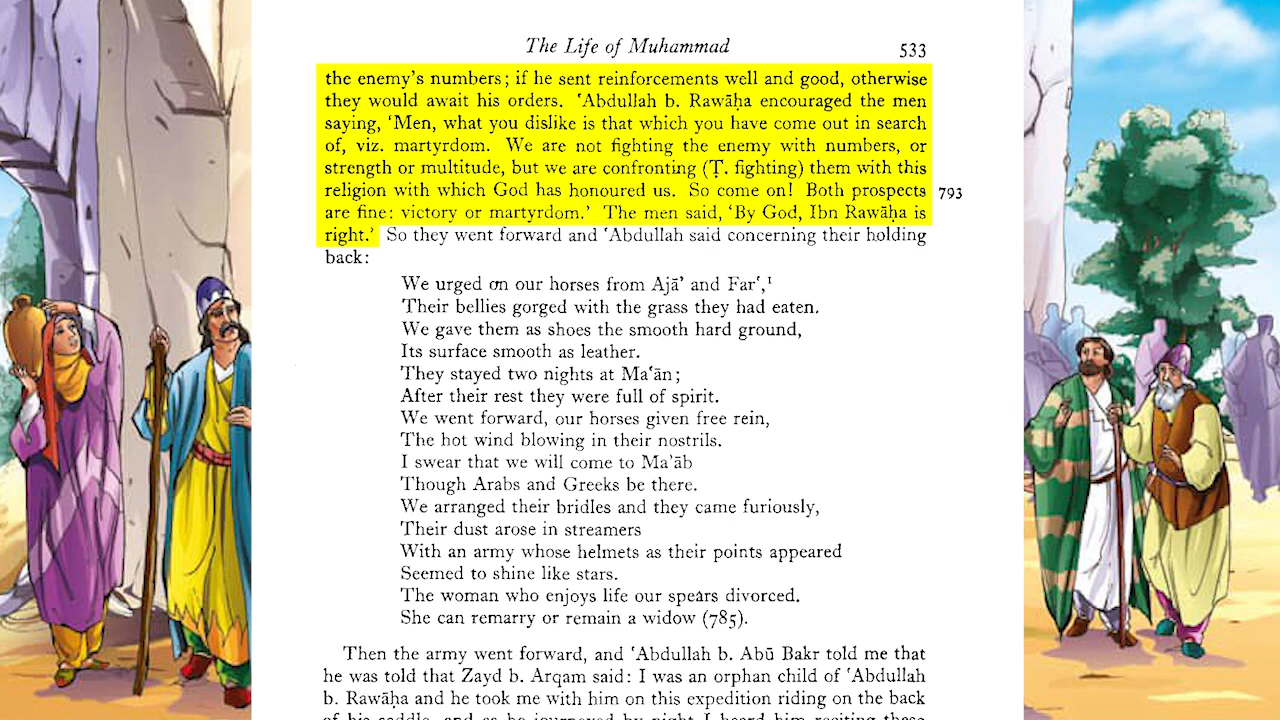 The Life of Muhammad 533
the enemy's numbers; if he sent reinforcements well and good, otherwise
they would await his orders. ‘Abdullah b. Rawāḥa encouraged the men
saying, ‘Men, what you dislike is that which you have come out in search
of, viz. martyrdom. We are not fighting the enemy with numbers, or
strength or multitude, but we are confronting (Ṭ. fighting) them with this
religion with which God has honoured us. So come on! Both prospects 793
are fine: victory or martyrdom.’ The men said, ‘By God, Ibn Rawāḥa is
right.’ So they went forward and ‘Abdullah said concerning their holding
back:
We urged on our horses from Ajā’ and Far‘,¹
Their bellies gorged with the grass they had eaten.
We gave them as shoes the smooth hard ground,
Its surface smooth as leather.
They stayed two nights at Ma‘ān;
After their rest they were full of spirit.
We went forward, our horses given free rein,
The hot wind blowing in their nostrils.
I swear that we will come to Ma’āb
Though Arabs and Greeks be there.
We arranged their bridles and they came furiously,
Their dust arose in streamers
With an army whose helmets as their points appeared
Seemed to shine like stars.
The woman who enjoys life our spears divorced.
She can remarry or remain a widow (785).
Then the army went forward, and ‘Abdullah b. Abū Bakr told me that
he was told that Zayd b. Arqam said: I was an orphan child of ‘Abdullah
b. Rawāḥa and he took me with him on this expedition riding on the back
of his saddle, and as he journeyed by night I heard him reciting these